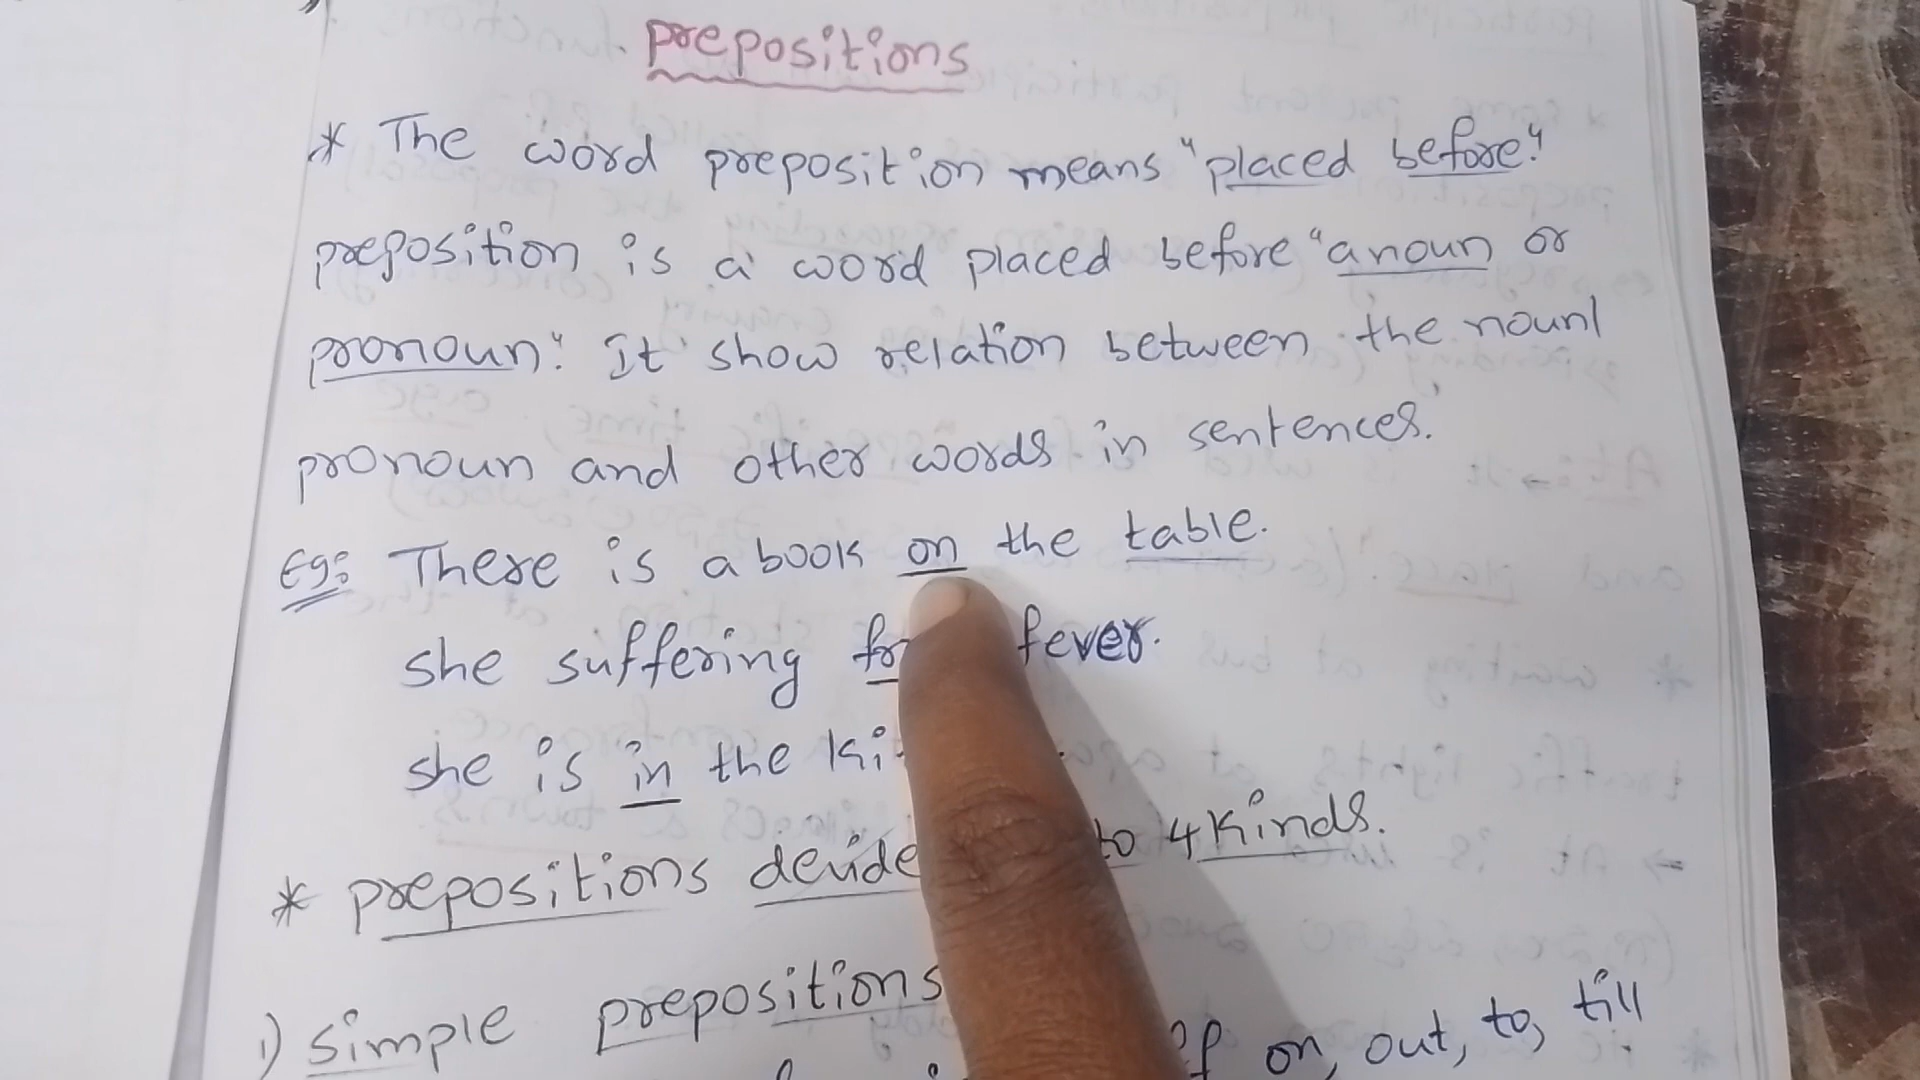 prepositions
* The word preposition means "placed before"
preposition is a word placed before "a noun or
pronoun". It show relation between the noun/
pronoun and other words in sentences.
Eg: There is a book on the table.
she suffering fever.
she is in the
* prepositions devide to 4 kinds.
1) simple prepositions
on, out, to, till